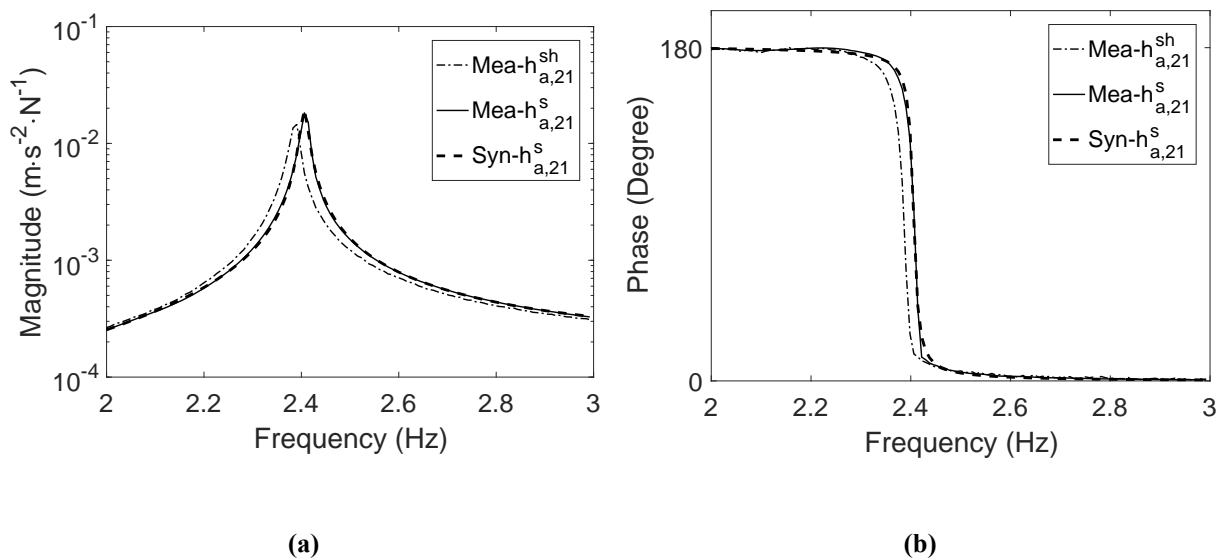 10^-1
10^-2
10^-3
10^-4
Magnitude (m·s^-2·N^-1)
2 2.2 2.4 2.6 2.8 3
Frequency (Hz)
Mea-h^sh_a,21
Mea-h^s_a,21
Syn-h^s_a,21
(a)
180
0
Phase (Degree)
2 2.2 2.4 2.6 2.8 3
Frequency (Hz)
Mea-h^sh_a,21
Mea-h^s_a,21
Syn-h^s_a,21
(b)